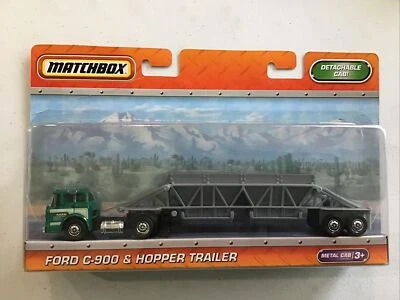 MATCHBOX
DETACHABLE
CAB!
FORD C-900 & HOPPER TRAILER
METAL CAB 3+